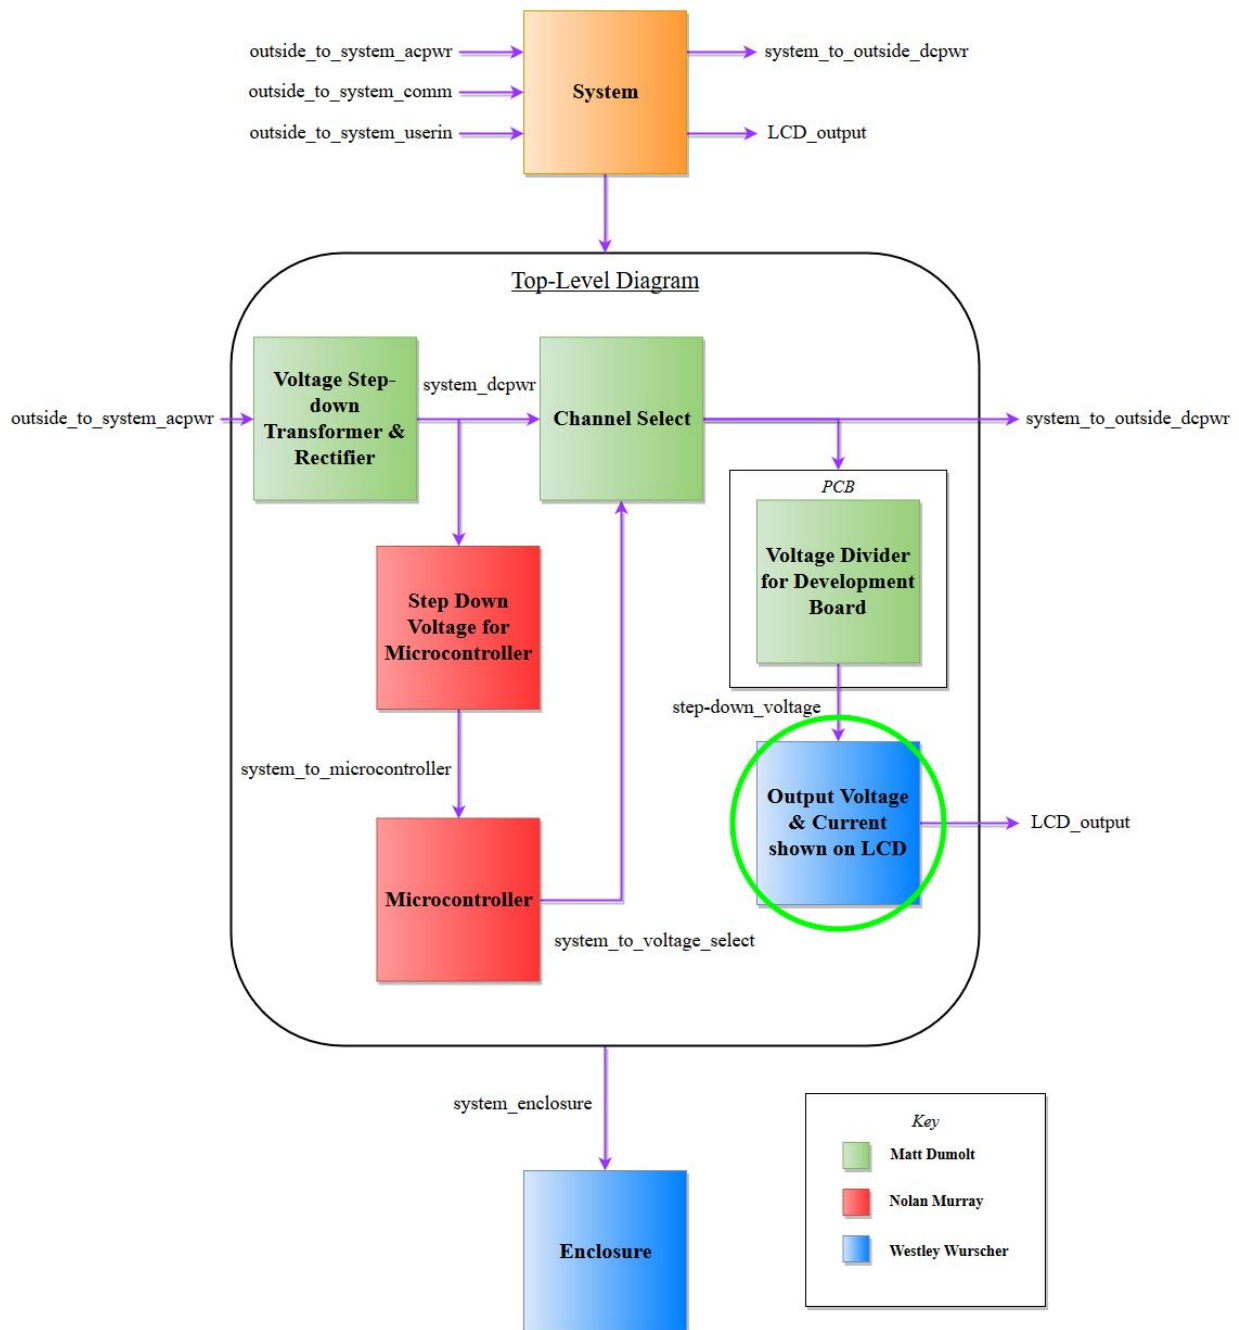 outside_to_system_acpwr
outside_to_system_comm
outside_to_system_userin
System
system_to_outside_dcpwr
LCD_output
Top-Level Diagram
outside_to_system_acpwr
Voltage Step-
down
Transformer &
Rectifier
system_dcpwr
Channel Select
system_to_outside_dcpwr
PCB
Voltage Divider
for Development
Board
Step Down
Voltage for
Microcontroller
step-down_voltage
system_to_microcontroller
Output Voltage
& Current
shown on LCD
LCD_output
Microcontroller
system_to_voltage_select
system_enclosure
Enclosure
Key
Matt Dumolt
Nolan Murray
Westley Wurscher